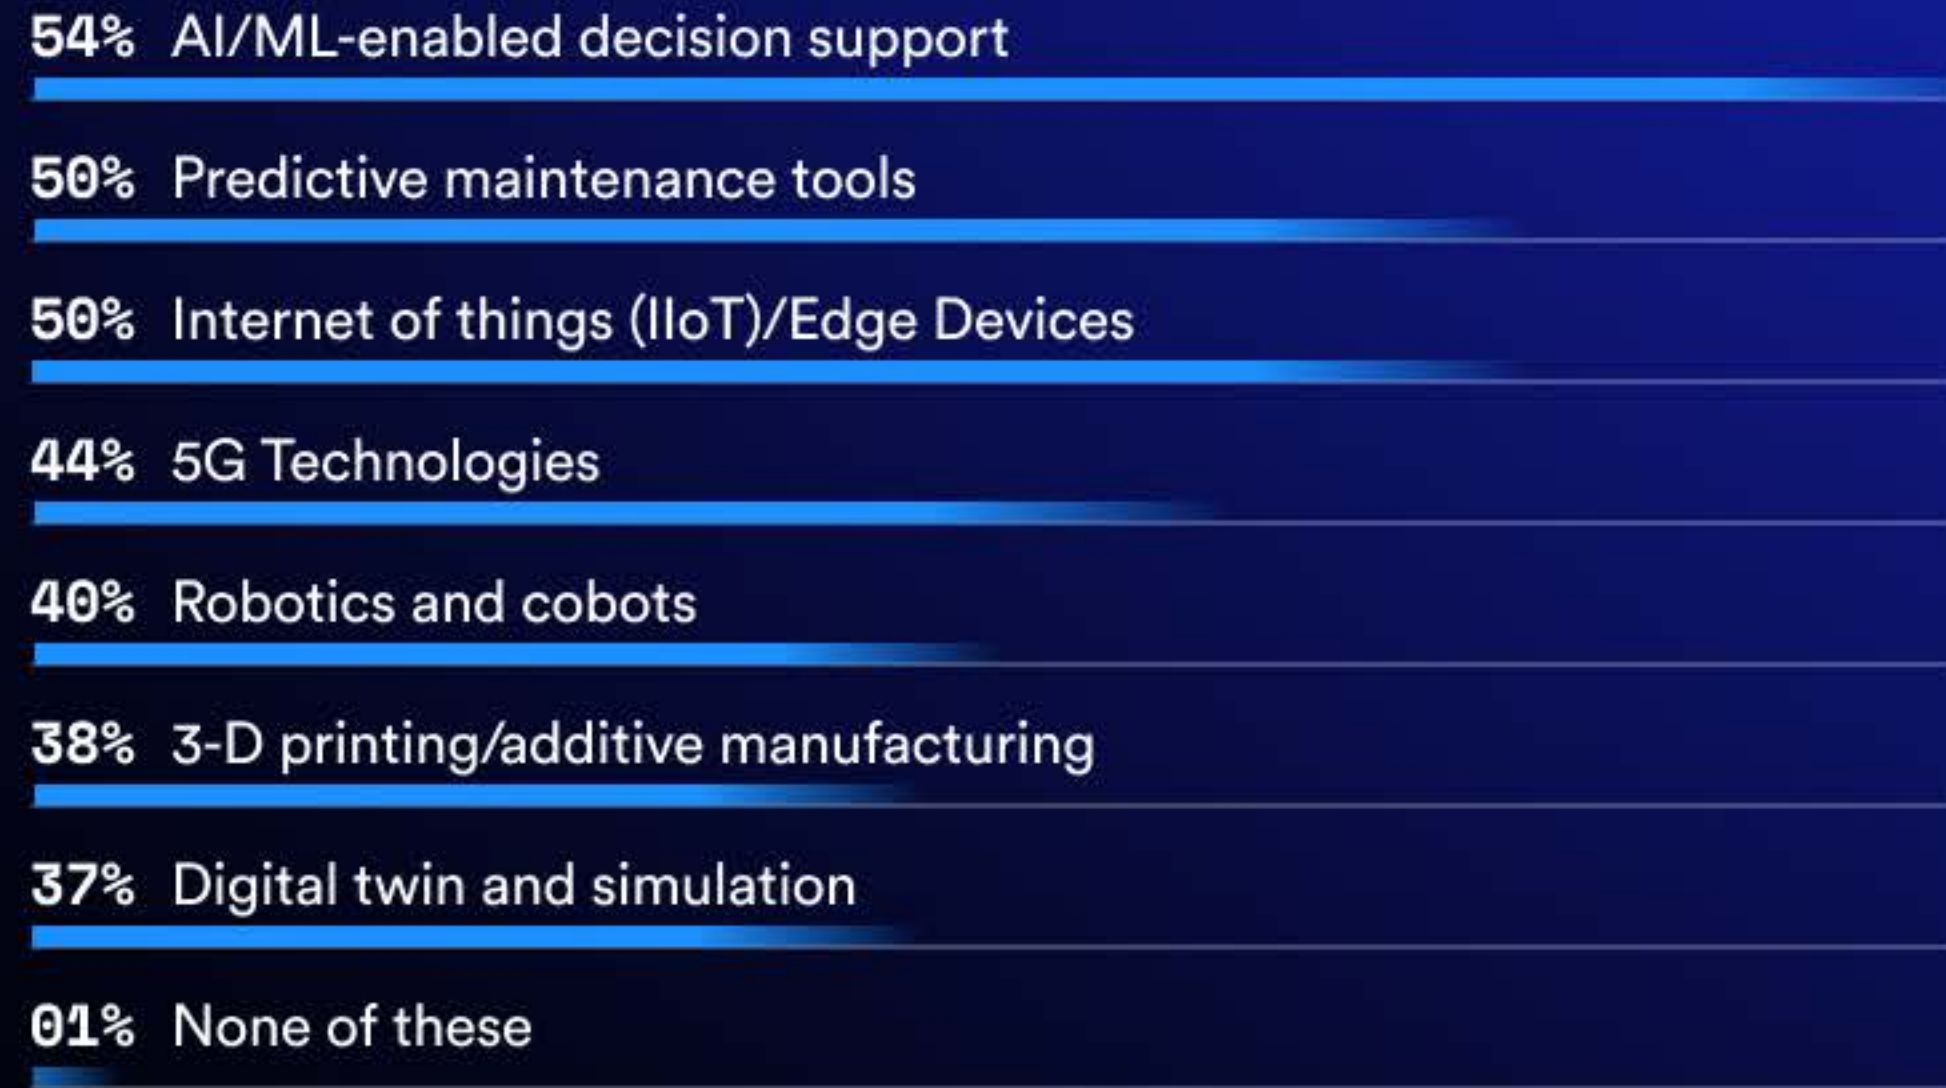 54% AI/ML-enabled decision support
50% Predictive maintenance tools
50% Internet of things (IIoT)/Edge Devices
44% 5G Technologies
40% Robotics and cobots
38% 3-D printing/additive manufacturing
37% Digital twin and simulation
01% None of these